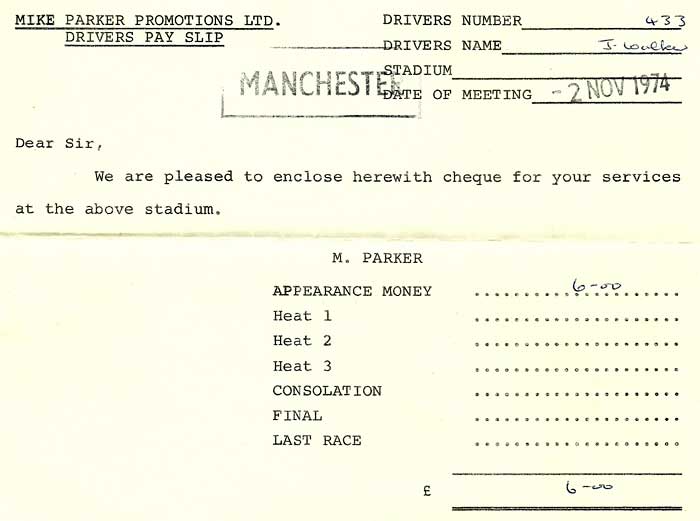 MIKE PARKER PROMOTIONS LTD.
DRIVERS PAY SLIP
DRIVERS NUMBER 433
DRIVERS NAME J. Walker
STADIUM
MANCHESTER
DATE OF MEETING -2 NOV 1974
Dear Sir,
We are pleased to enclose herewith cheque for your services
at the above stadium.
M. PARKER
APPEARANCE MONEY 6-00
Heat 1
Heat 2
Heat 3
CONSOLATION
FINAL
LAST RACE
£ 6-00